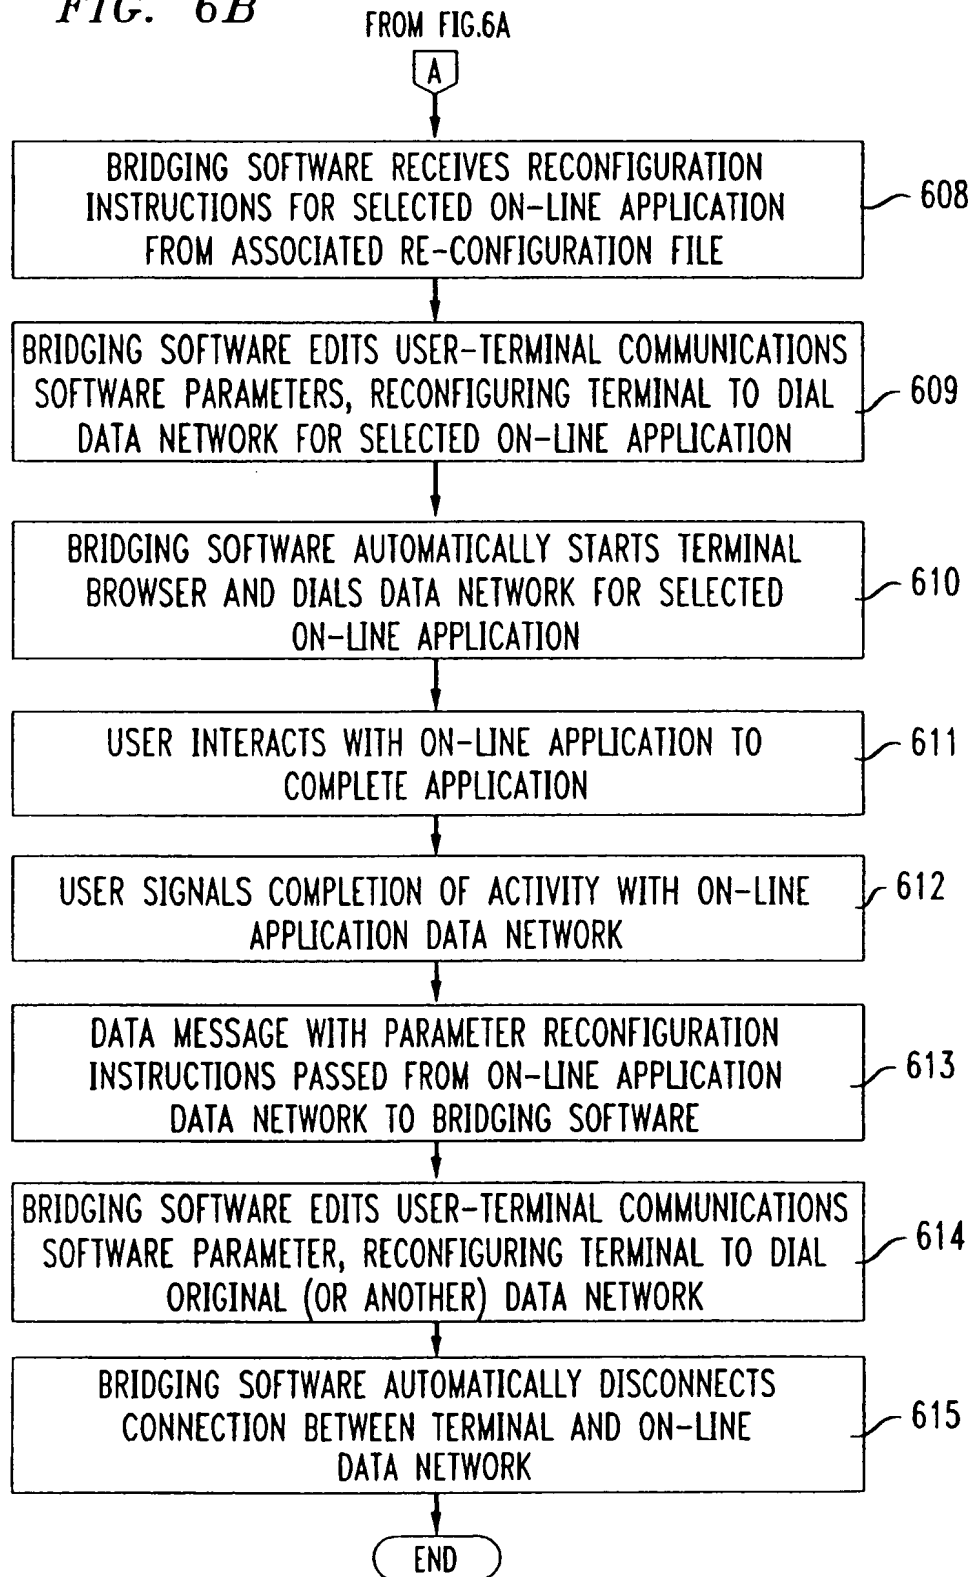 FIG. 6B
FROM FIG.6A
A
BRIDGING SOFTWARE RECEIVES RECONFIGURATION
INSTRUCTIONS FOR SELECTED ON-LINE APPLICATION
FROM ASSOCIATED RE-CONFIGURATION FILE
608
BRIDGING SOFTWARE EDITS USER-TERMINAL COMMUNICATIONS
SOFTWARE PARAMETERS, RECONFIGURING TERMINAL TO DIAL
DATA NETWORK FOR SELECTED ON-LINE APPLICATION
609
BRIDGING SOFTWARE AUTOMATICALLY STARTS TERMINAL
BROWSER AND DIALS DATA NETWORK FOR SELECTED
ON-LINE APPLICATION
610
USER INTERACTS WITH ON-LINE APPLICATION TO
COMPLETE APPLICATION
611
USER SIGNALS COMPLETION OF ACTIVITY WITH ON-LINE
APPLICATION DATA NETWORK
612
DATA MESSAGE WITH PARAMETER RECONFIGURATION
INSTRUCTIONS PASSED FROM ON-LINE APPLICATION
DATA NETWORK TO BRIDGING SOFTWARE
613
BRIDGING SOFTWARE EDITS USER-TERMINAL COMMUNICATIONS
SOFTWARE PARAMETER, RECONFIGURING TERMINAL TO DIAL
ORIGINAL (OR ANOTHER) DATA NETWORK
614
BRIDGING SOFTWARE AUTOMATICALLY DISCONNECTS
CONNECTION BETWEEN TERMINAL AND ON-LINE
DATA NETWORK
615
END